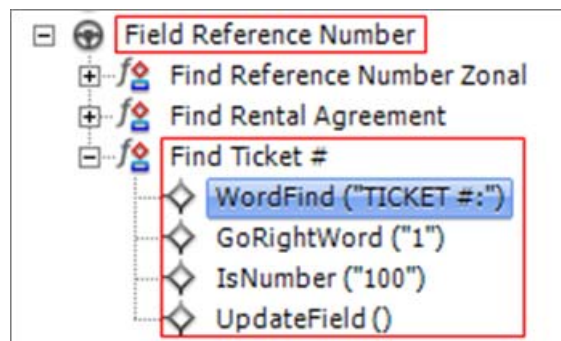 Field Reference Number
Find Reference Number Zonal
Find Rental Agreement
Find Ticket #
WordFind ("TICKET #:")
GoRightWord ("1")
IsNumber ("100")
UpdateField ()